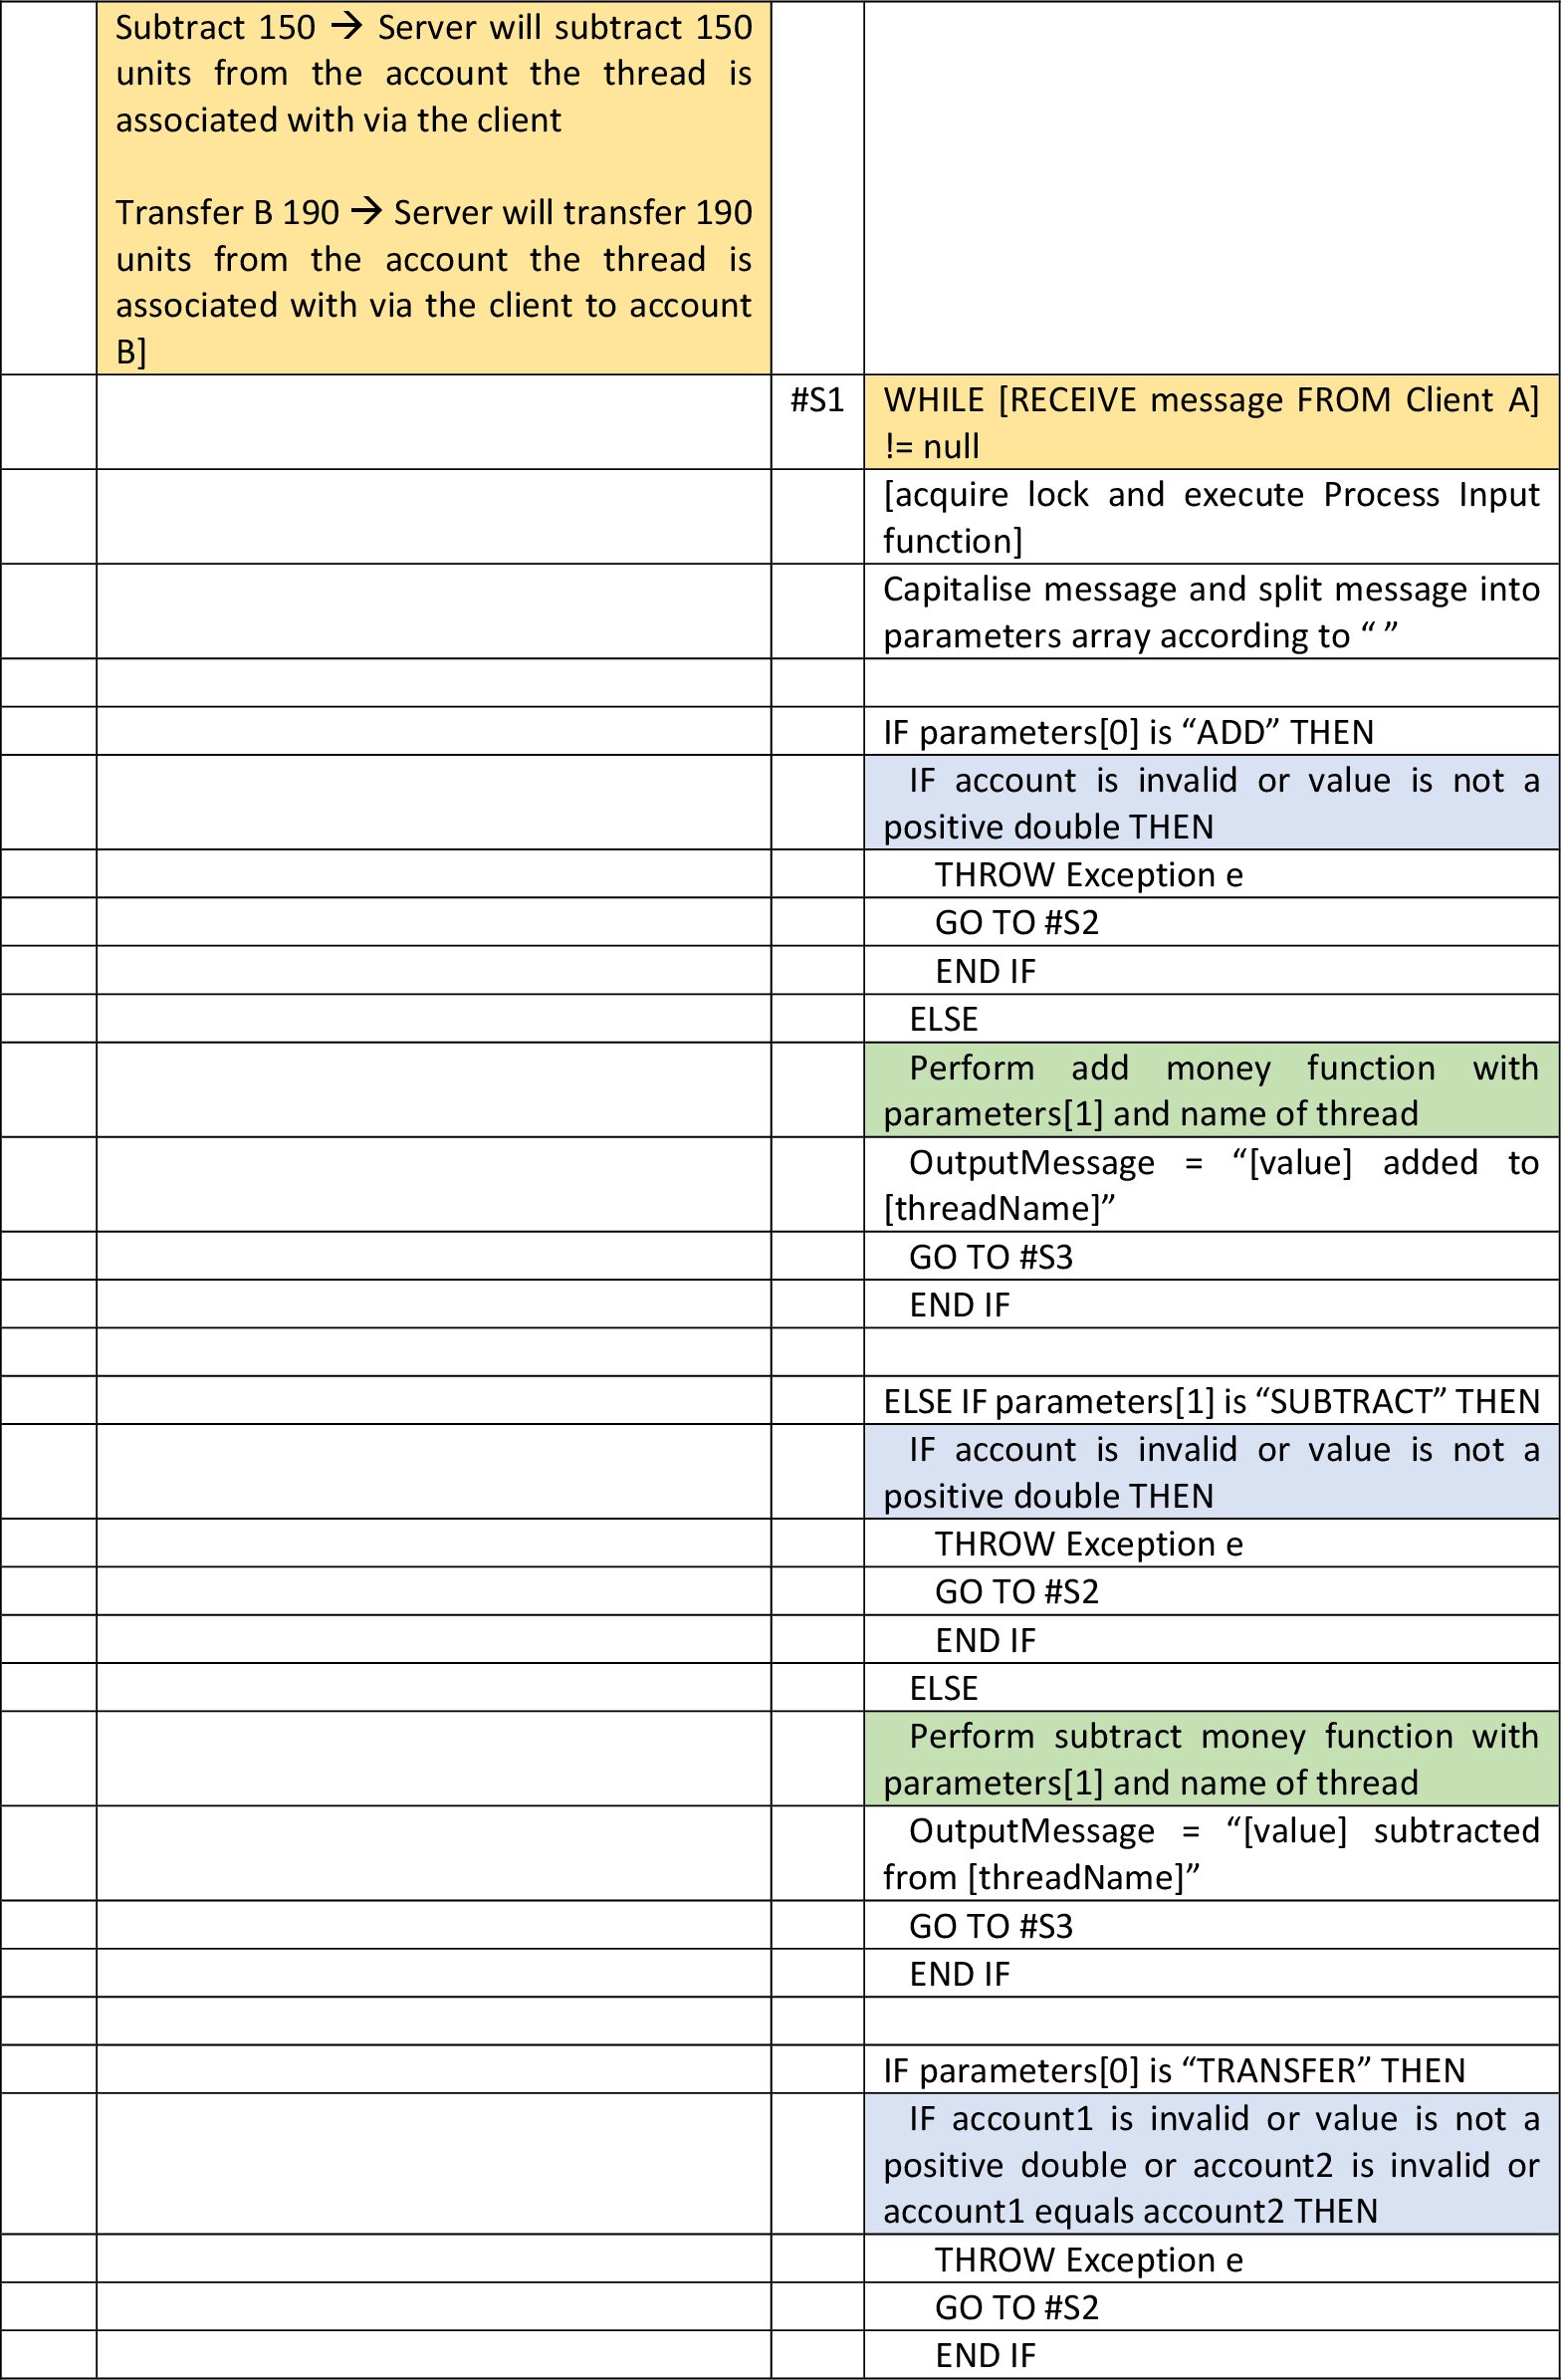 Subtract 150 → Server will subtract 150
units from the account the thread is
associated with via the client
Transfer B 190 → Server will transfer 190
units from the account the thread is
associated with via the client to account
B]
#S1
WHILE [RECEIVE message FROM Client A]
!= null
[acquire lock and execute Process Input
function]
Capitalise message and split message into
parameters array according to “ ”
IF parameters[0] is “ADD” THEN
IF account is invalid or value is not a
positive double THEN
THROW Exception e
GO TO #S2
END IF
ELSE
Perform add money function with
parameters[1] and name of thread
OutputMessage = “[value] added to
[threadName]”
GO TO #S3
END IF
ELSE IF parameters[1] is “SUBTRACT” THEN
IF account is invalid or value is not a
positive double THEN
THROW Exception e
GO TO #S2
END IF
ELSE
Perform subtract money function with
parameters[1] and name of thread
OutputMessage = “[value] subtracted
from [threadName]”
GO TO #S3
END IF
IF parameters[0] is “TRANSFER” THEN
IF account1 is invalid or value is not a
positive double or account2 is invalid or
account1 equals account2 THEN
THROW Exception e
GO TO #S2
END IF